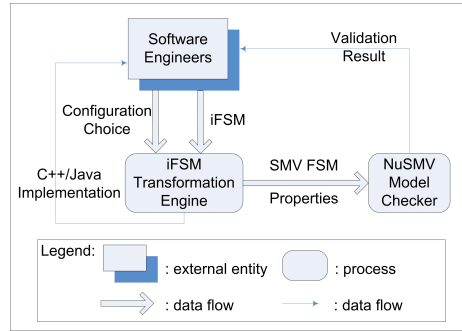 Software
Engineers
Validation
Result
Configuration
Choice
iFSM
C++/Java
Implementation
iFSM
Transformation
Engine
SMV FSM
Properties
NuSMV
Model
Checker
Legend:
: external entity
: process
: data flow
: data flow